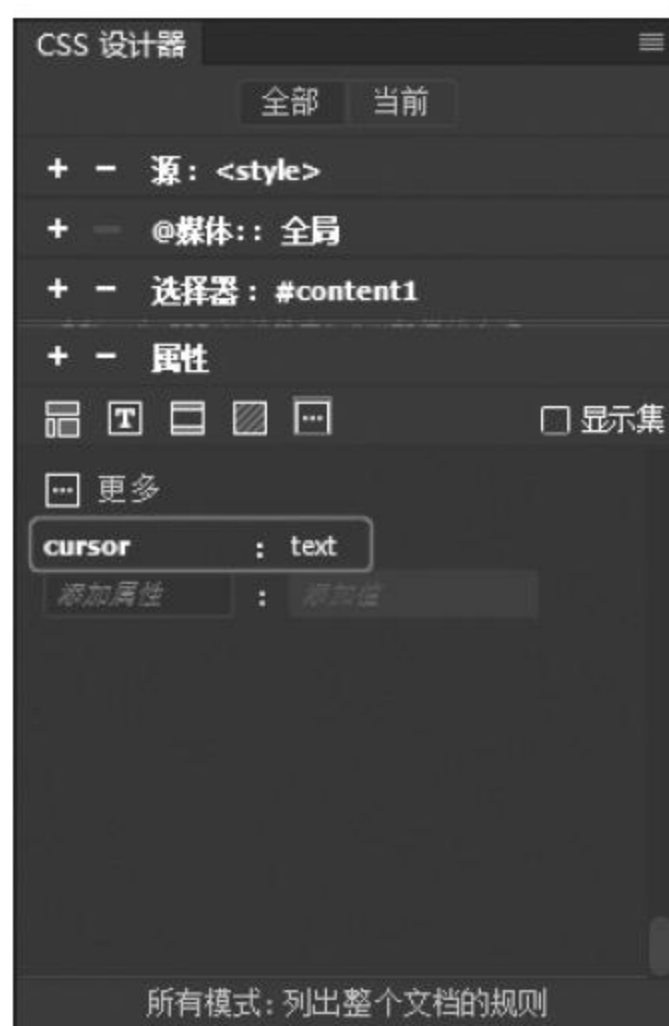 CSS 设计器
全部 当前
+ − 源: <style>
+ − @媒体:: 全局
+ − 选择器: #content1
+ − 属性
T 显示集
更多
cursor : text
添加属性 : 添加值
所有模式:列出整个文档的规则